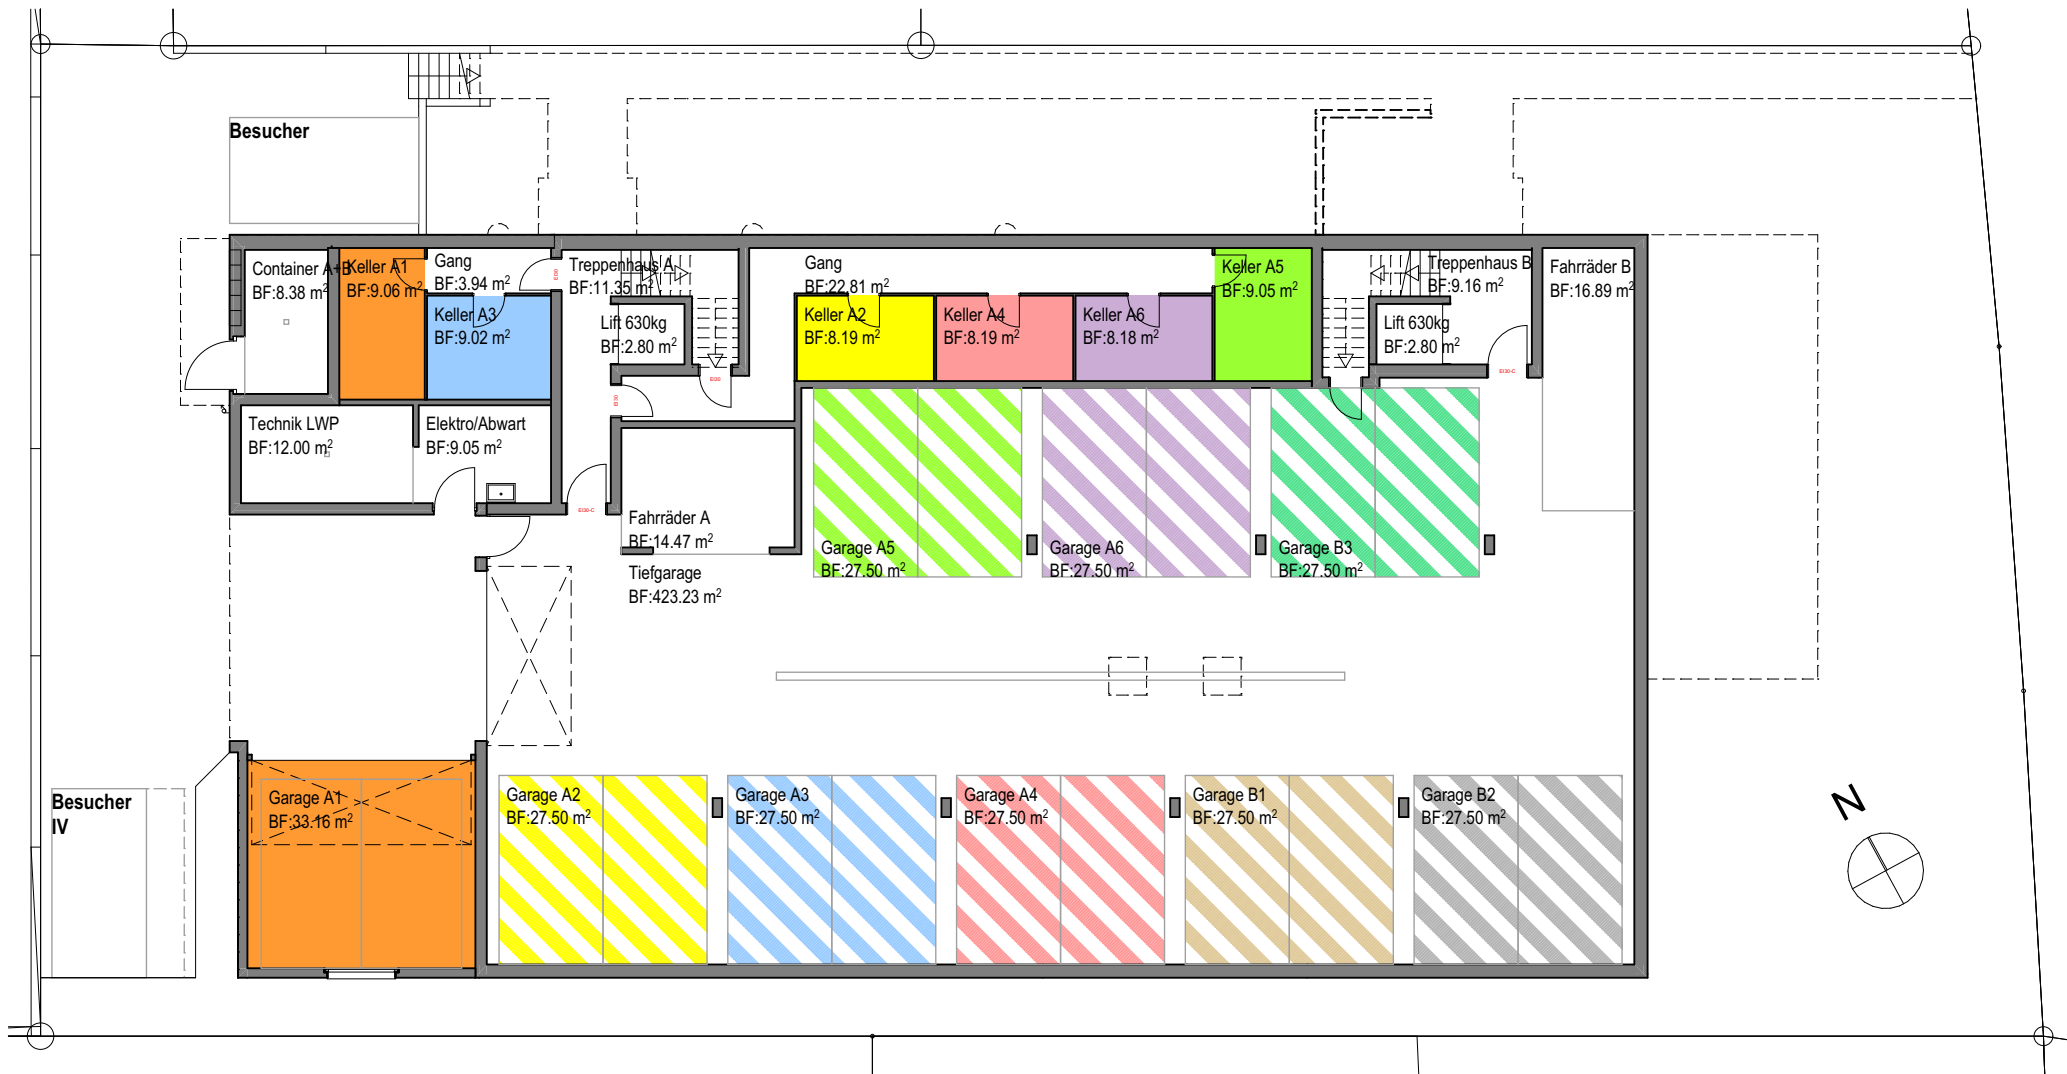 Besucher
Container A+B
BF:8.38 m²
Keller A1
BF:9.06 m²
Gang
BF:3.94 m²
Keller A3
BF:9.02 m²
EI30
Treppenhaus A
BF:11.35 m²
Lift 630kg
BF:2.80 m²
EI30
EI30
Gang
BF:22.81 m²
Keller A2
BF:8.19 m²
Keller A4
BF:8.19 m²
Keller A6
BF:8.18 m²
Keller A5
BF:9.05 m²
Treppenhaus B
BF:9.16 m²
Lift 630kg
BF:2.80 m²
EI30-C
Fahrräder B
BF:16.89 m²
Technik LWP
BF:12.00 m²
Elektro/Abwart
BF:9.05 m²
EI30-C
Fahrräder A
BF:14.47 m²
Tiefgarage
BF:423.23 m²
Garage A5
BF:27.50 m²
Garage A6
BF:27.50 m²
Garage B3
BF:27.50 m²
Besucher
IV
Garage A1
BF:33.16 m²
Garage A2
BF:27.50 m²
Garage A3
BF:27.50 m²
Garage A4
BF:27.50 m²
Garage B1
BF:27.50 m²
Garage B2
BF:27.50 m²
N